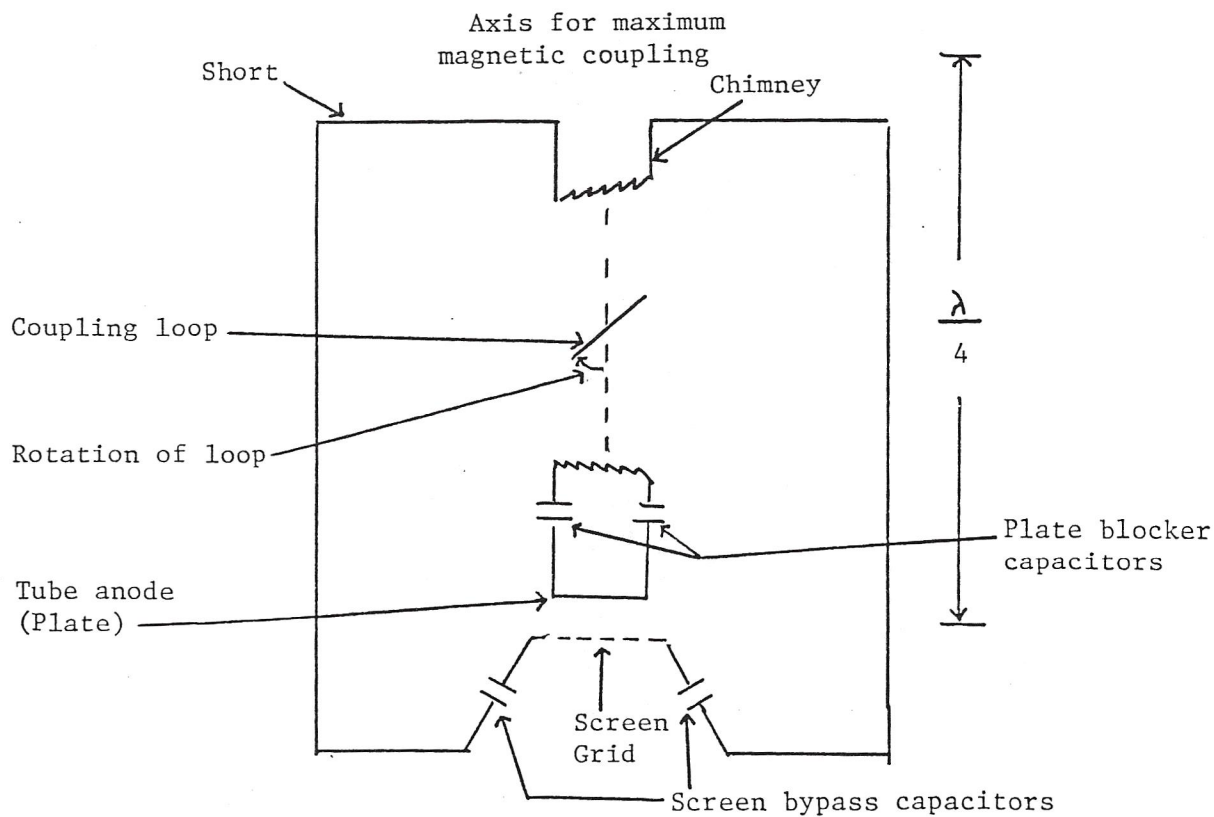 Axis for maximum
magnetic coupling
Short
Chimney
Coupling loop
λ
4
Rotation of loop
Plate blocker
capacitors
Tube anode
(Plate)
Screen
Grid
Screen bypass capacitors